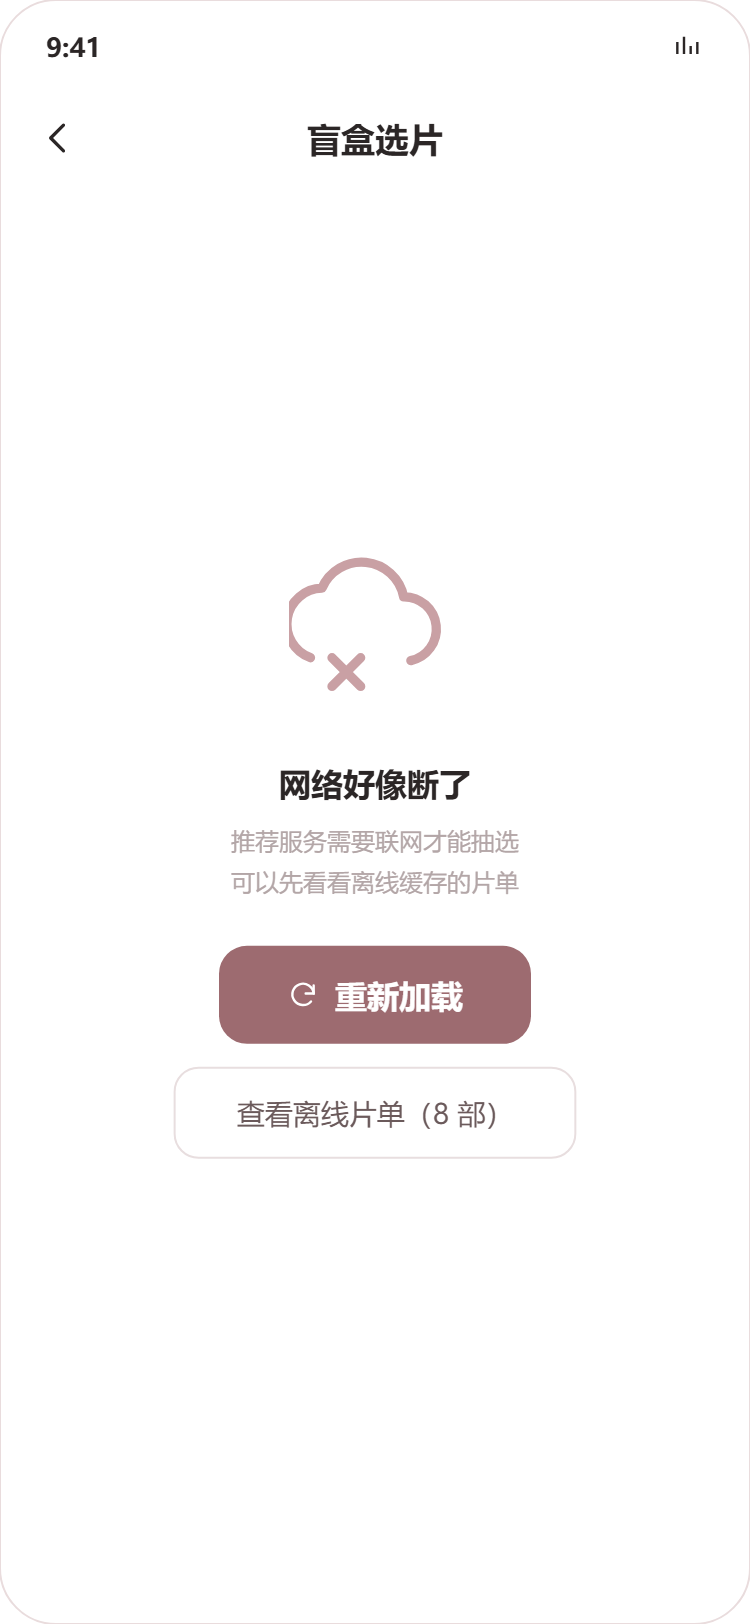 9:41
盲盒选片
网络好像断了
推荐服务需要联网才能抽选
可以先看看离线缓存的片单
重新加载
查看离线片单（8 部）